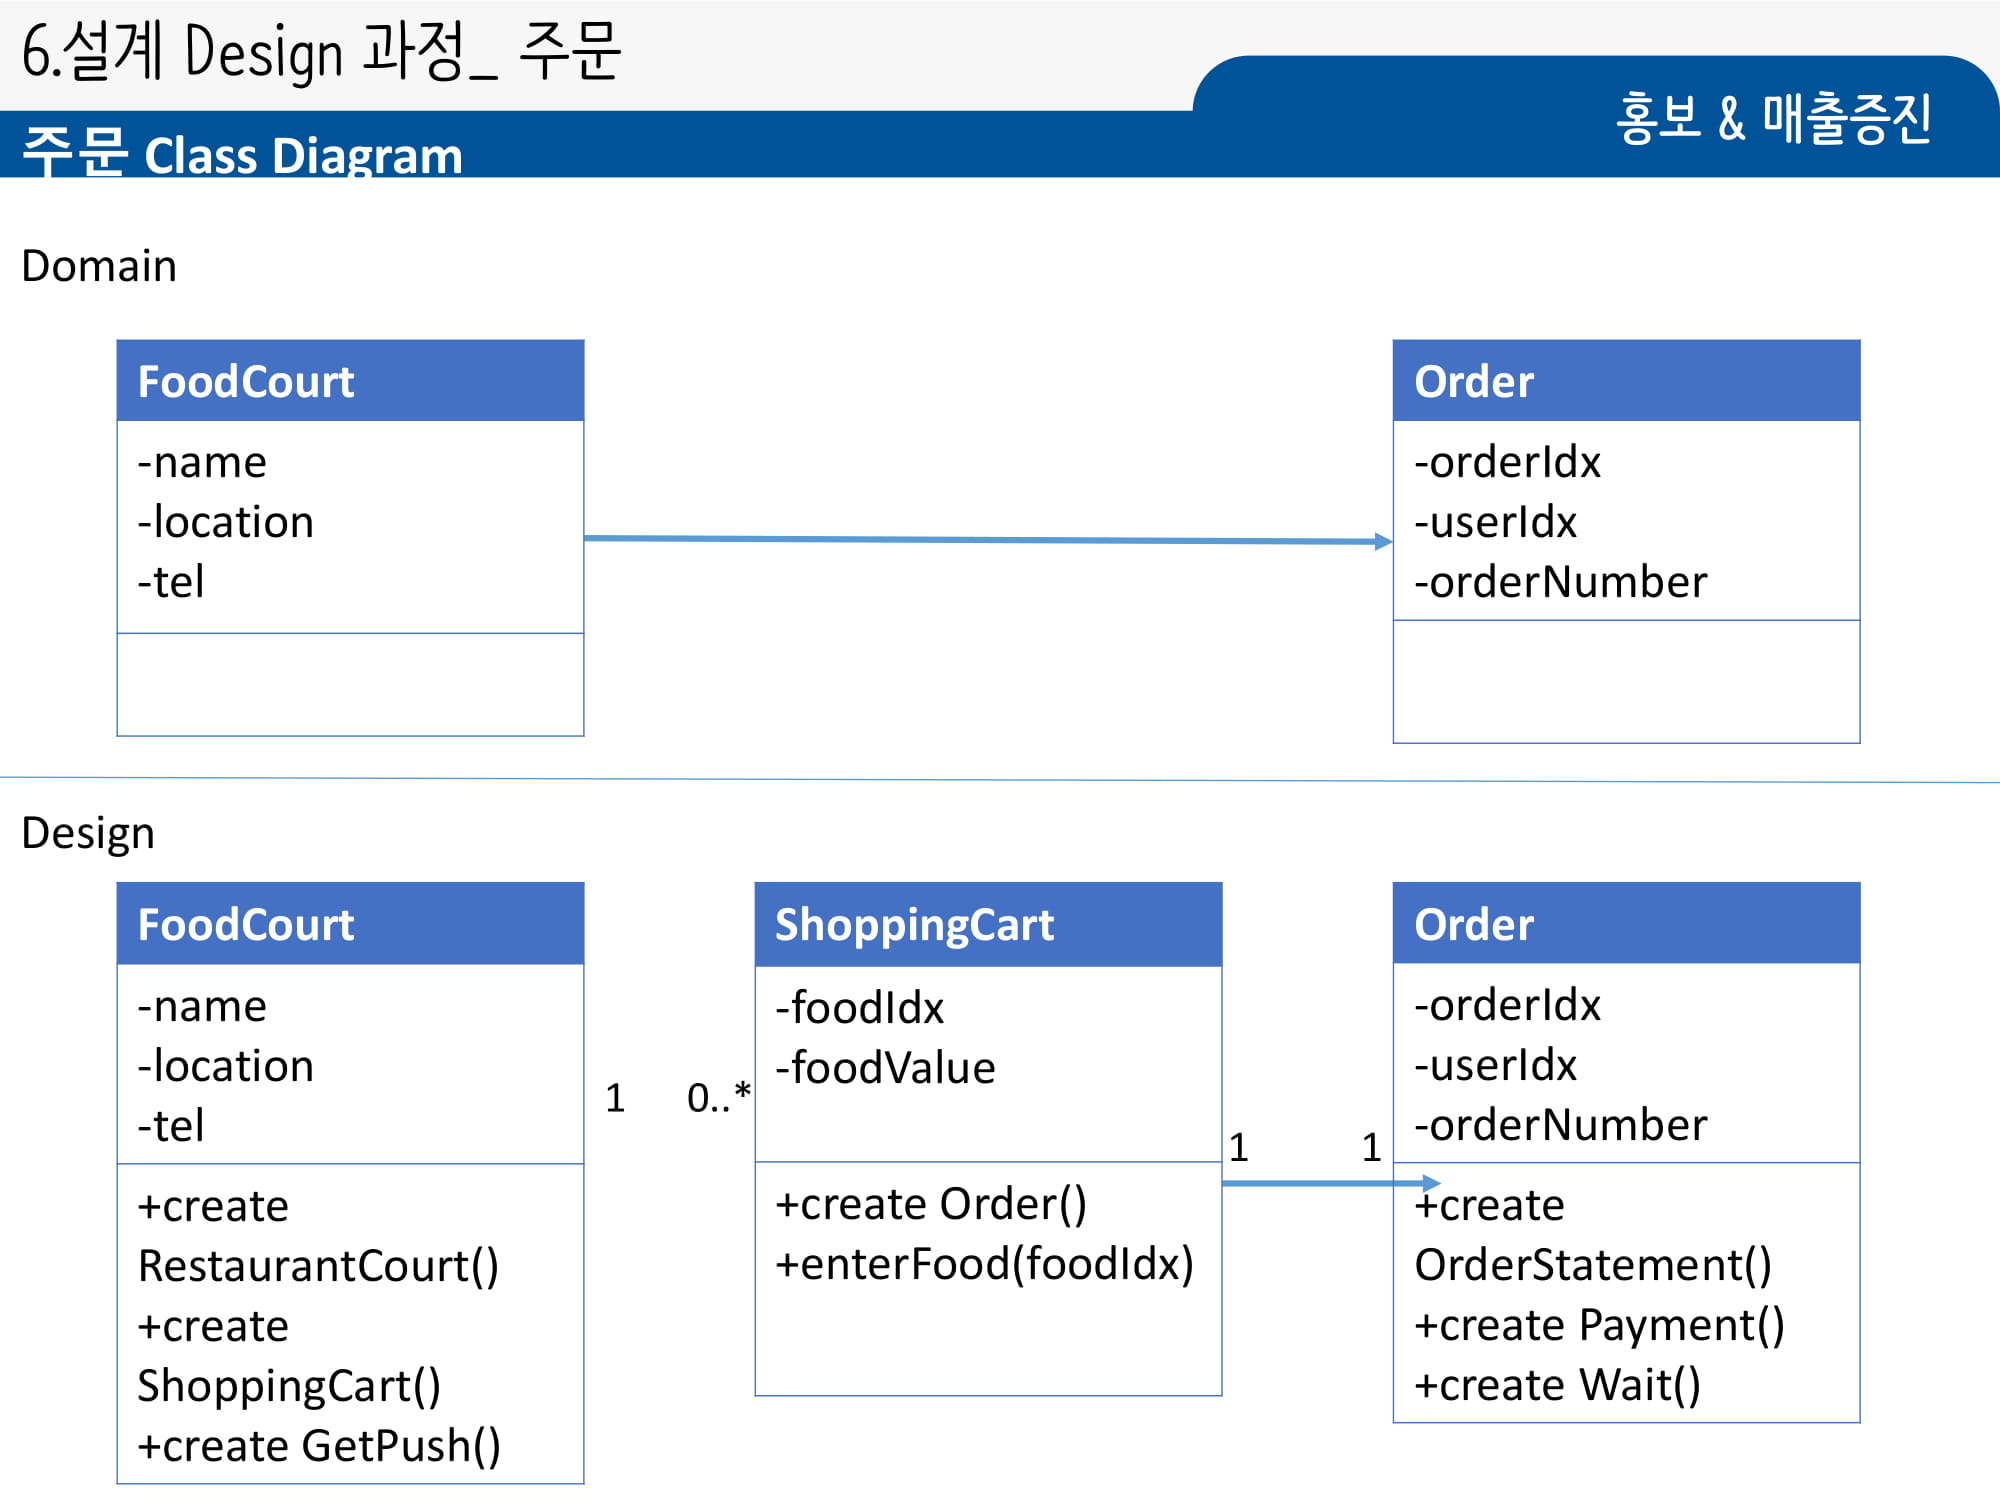 6.설계 Design 과정_ 주문
홍보 & 매출증진
주문 Class Diagram
Domain
FoodCourt
-name
-location
-tel
Order
-orderIdx
-userIdx
-orderNumber
Design
FoodCourt
-name
-location
-tel
+create
RestaurantCourt()
+create
ShoppingCart()
+create GetPush()
1 0..*
ShoppingCart
-foodIdx
-foodValue
+create Order()
+enterFood(foodIdx)
1 1
Order
-orderIdx
-userIdx
-orderNumber
+create
OrderStatement()
+create Payment()
+create Wait()